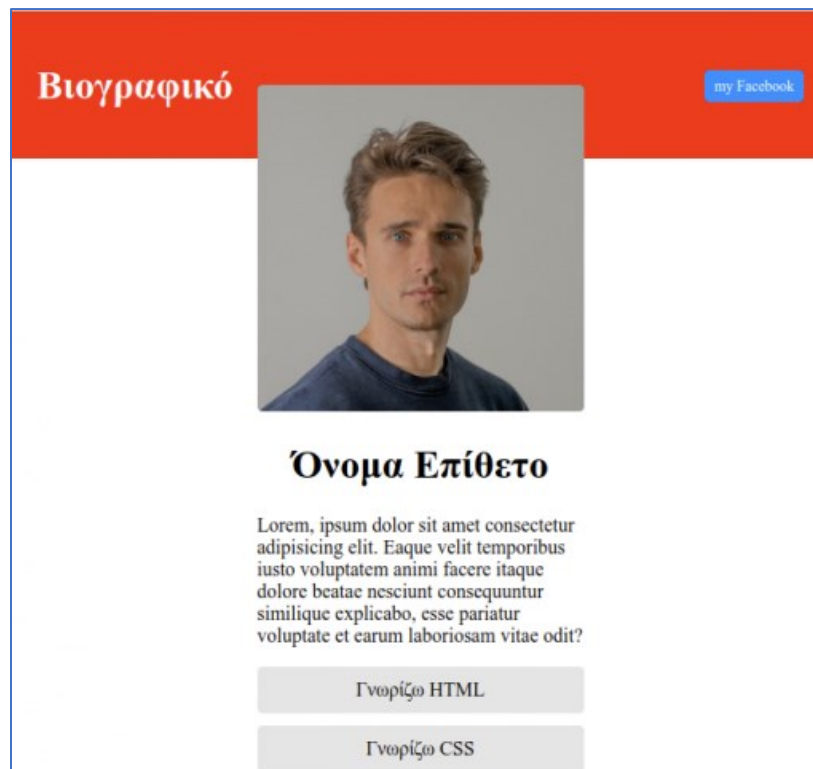 Βιογραφικό
my Facebook
Όνομα Επίθετο
Lorem, ipsum dolor sit amet consectetur
adipisicing elit. Eaque velit temporibus
iusto voluptatem animi facere itaque
dolore beatae nesciunt consequuntur
similique explicabo, esse pariatur
voluptate et earum laboriosam vitae odit?
Γνωρίζω HTML
Γνωρίζω CSS